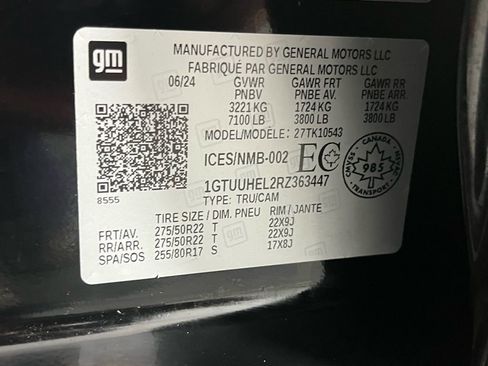 gm
MANUFACTURED BY GENERAL MOTORS LLC
FABRIQUÉ PAR GENERAL MOTORS LLC
06/24 GVWR GAWR FRT GAWR RR
PNBV PNBE AV. PNBE ARR.
3221 KG 1724 KG 1724 KG
7100 LB 3800 LB 3800 LB
MODEL/MODÈLE: 27TK10543
ICES/NMB-002 EC
CANADA
985
CMVSS NSVAC
TRANSPORT
8555
1GTUUHEL2RZ363447
TYPE: TRU/CAM
TIRE SIZE / DIM. PNEU RIM / JANTE
FRT/AV. 275/50R22 T 22X9J
RR/ARR. 275/50R22 T 22X9J
SPA/SOS 255/80R17 S 17X8J